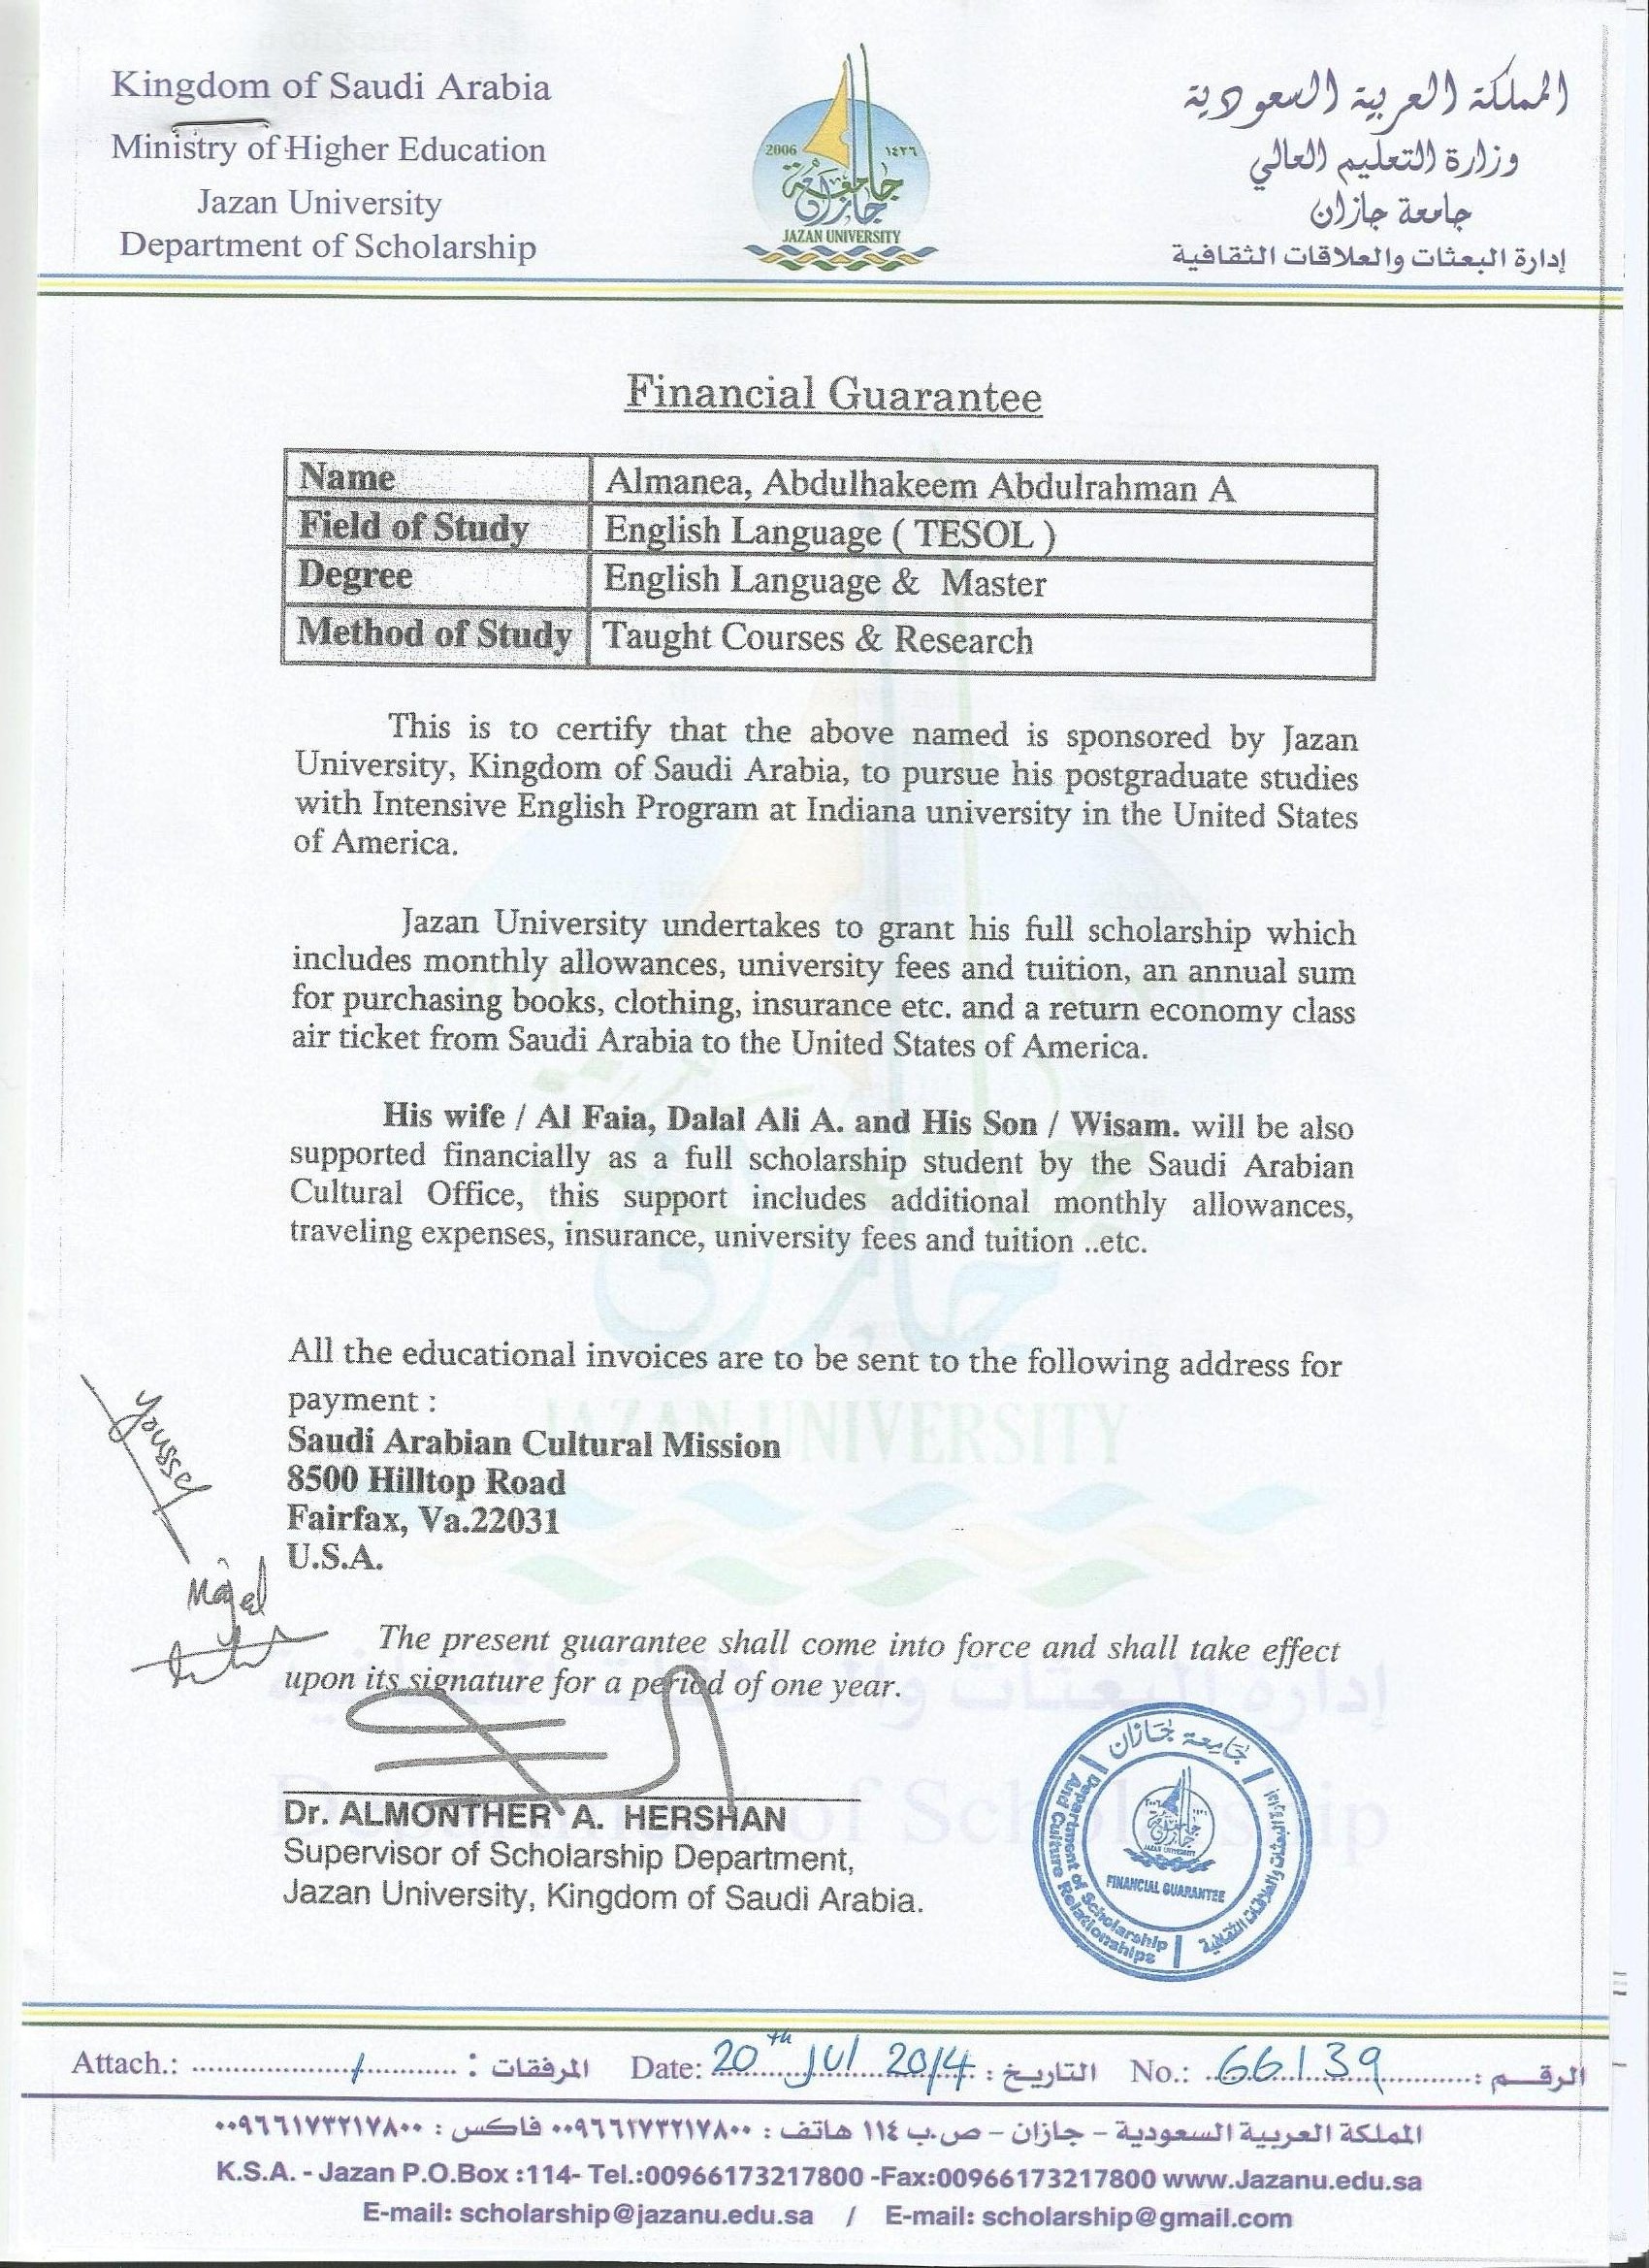 Kingdom of Saudi Arabia
Ministry of Higher Education
Jazan University
Department of Scholarship
2006 ١٤٢٦
جامعة
جازان
JAZAN UNIVERSITY
المملكة العربية السعودية
وزارة التعليم العالي
جامعة جازان
إدارة البعثات والعلاقات الثقافية
Financial Guarantee
Name Almanea, Abdulhakeem Abdulrahman A
Field of Study English Language ( TESOL )
Degree English Language & Master
Method of Study Taught Courses & Research
This is to certify that the above named is sponsored by Jazan
University, Kingdom of Saudi Arabia, to pursue his postgraduate studies
with Intensive English Program at Indiana university in the United States
of America.
Jazan University undertakes to grant his full scholarship which
includes monthly allowances, university fees and tuition, an annual sum
for purchasing books, clothing, insurance etc. and a return economy class
air ticket from Saudi Arabia to the United States of America.
His wife / Al Faia, Dalal Ali A. and His Son / Wisam. will be also
supported financially as a full scholarship student by the Saudi Arabian
Cultural Office, this support includes additional monthly allowances,
traveling expenses, insurance, university fees and tuition ..etc.
All the educational invoices are to be sent to the following address for
payment :
Saudi Arabian Cultural Mission
8500 Hilltop Road
Fairfax, Va.22031
U.S.A.
Youssef
Majed
The present guarantee shall come into force and shall take effect
upon its signature for a period of one year.
Dr. ALMONTHER A. HERSHAN
Supervisor of Scholarship Department,
Jazan University, Kingdom of Saudi Arabia.
جامعة جازان
إدارة البعثات والعلاقات الثقافية
Department of Scholarship
And Culture Relationships
JAZAN UNIVERSITY
FINANCIAL GUARANTEE
JAZAN UNIVERSITY
إدارة البعثات والعلاقات الثقافية
Department of Scholarship
Attach.: ........ / ........ : المرفقات Date: 20th Jul 2014 : التاريخ No.: 66139 : الرقم
المملكة العربية السعودية - جازان - ص.ب ١١٤ هاتف : ٠٠٩٦٦١٧٣٢١٧٨٠٠ فاكس : ٠٠٩٦٦١٧٣٢١٧٨٠٠
K.S.A. - Jazan P.O.Box :114- Tel.:00966173217800 -Fax:00966173217800 www.Jazanu.edu.sa
E-mail: scholarship@jazanu.edu.sa / E-mail: scholarship@gmail.com